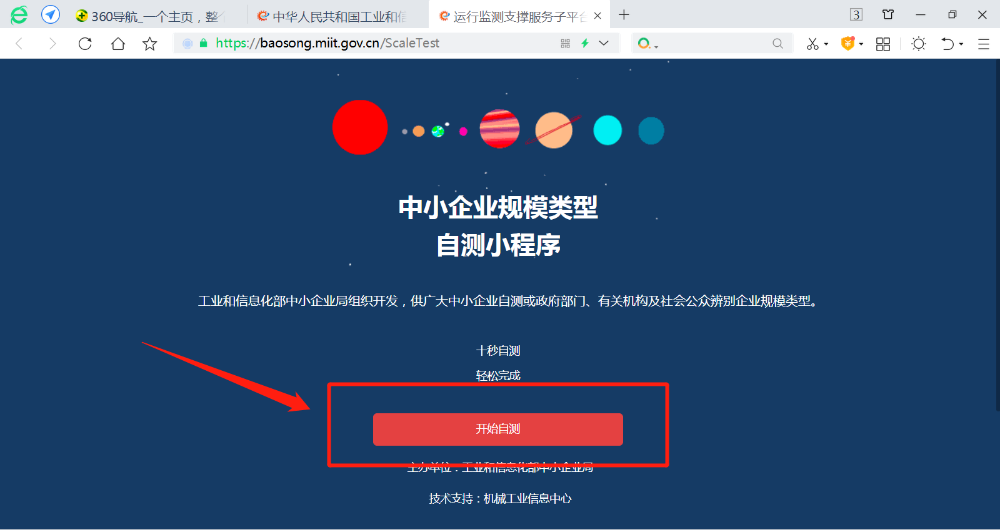 360导航_一个主页，整个
中华人民共和国工业和信
运行监测支撑服务子平台
3
https://baosong.miit.gov.cn/ScaleTest
中小企业规模类型
自测小程序
工业和信息化部中小企业局组织开发，供广大中小企业自测或政府部门、有关机构及社会公众辨别企业规模类型。
十秒自测
轻松完成
开始自测
主办单位：工业和信息化部中小企业局
技术支持：机械工业信息中心